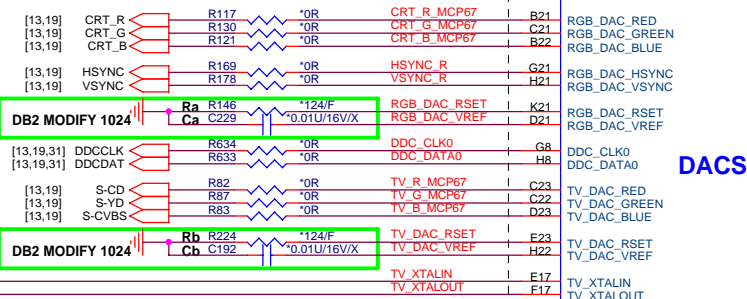 [13,19] CRT_R R117 *0R CRT_R_MCP67 B21 RGB_DAC_RED
[13,19] CRT_G R130 *0R CRT_G_MCP67 C21 RGB_DAC_GREEN
[13,19] CRT_B R121 *0R CRT_B_MCP67 B22 RGB_DAC_BLUE
[13,19] HSYNC R169 *0R HSYNC_R G21 RGB_DAC_HSYNC
[13,19] VSYNC R178 *0R VSYNC_R H21 RGB_DAC_VSYNC
Ra R146 *124/F RGB_DAC_RSET K21 RGB_DAC_RSET
DB2 MODIFY 1024 Ca C229 *0.01U/16V/X RGB_DAC_VREF D21 RGB_DAC_VREF
[13,19,31] DDCCLK R634 *0R DDC_CLK0 G8 DDC_CLK0
[13,19,31] DDCDAT R633 *0R DDC_DATA0 H8 DDC_DATA0
DACS
[13,19] S-CD R82 *0R TV_R_MCP67 C23 TV_DAC_RED
[13,19] S-YD R87 *0R TV_G_MCP67 C22 TV_DAC_GREEN
[13,19] S-CVBS R83 *0R TV_B_MCP67 D23 TV_DAC_BLUE
Rb R224 *124/F TV_DAC_RSET E23 TV_DAC_RSET
DB2 MODIFY 1024 Cb C192 *0.01U/16V/X TV_DAC_VREF H22 TV_DAC_VREF
TV_XTALIN E17 TV_XTALIN
TV_XTALOUT F17 TV_XTALOUT